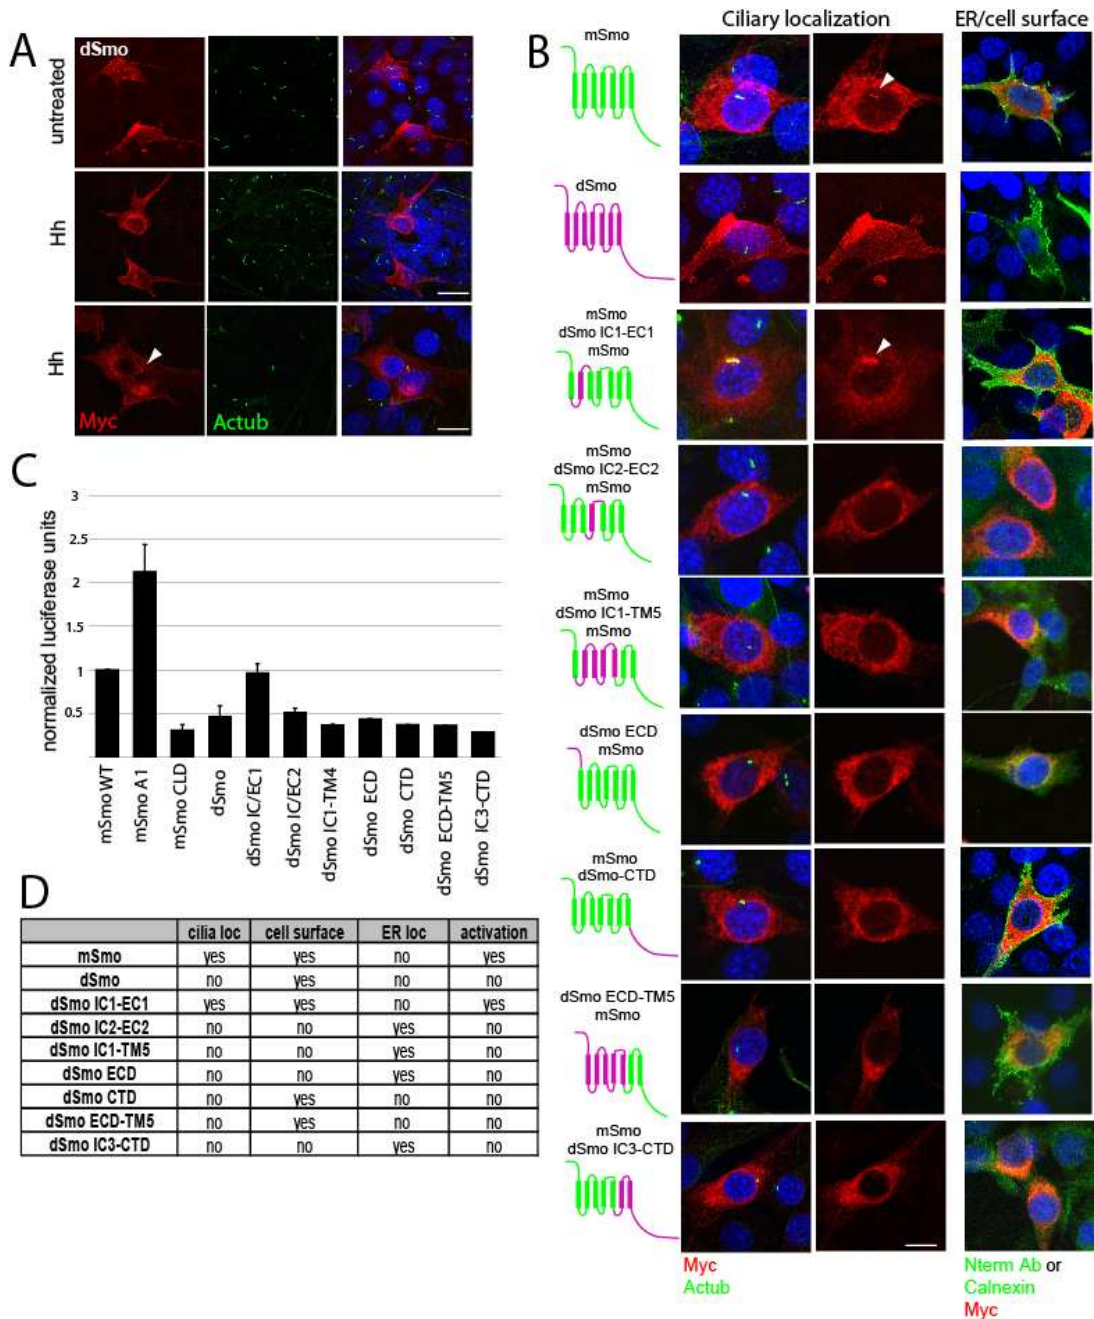 A
dSmo
untreated
Hh
Hh
Myc
Actub
B
Ciliary localization
ER/cell surface
mSmo
dSmo
mSmo
dSmo IC1-EC1
mSmo
mSmo
dSmo IC2-EC2
mSmo
mSmo
dSmo IC1-TM5
mSmo
dSmo ECD
mSmo
mSmo
dSmo-CTD
dSmo ECD-TM5
mSmo
mSmo
dSmo IC3-CTD
Myc
Actub
Nterm Ab or
Calnexin
Myc
C
normalized luciferase units
3
2.5
2
1.5
1
0.5
mSmo WT
mSmo A1
mSmo CLD
dSmo
dSmo IC/EC1
dSmo IC/EC2
dSmo IC1-TM4
dSmo ECD
dSmo CTD
dSmo ECD-TM5
dSmo IC3-CTD
D
cilia loc cell surface ER loc activation
mSmo yes yes no yes
dSmo no yes no no
dSmo IC1-EC1 yes yes no yes
dSmo IC2-EC2 no no yes no
dSmo IC1-TM5 no no yes no
dSmo ECD no no yes no
dSmo CTD no yes no no
dSmo ECD-TM5 no yes no no
dSmo IC3-CTD no no yes no